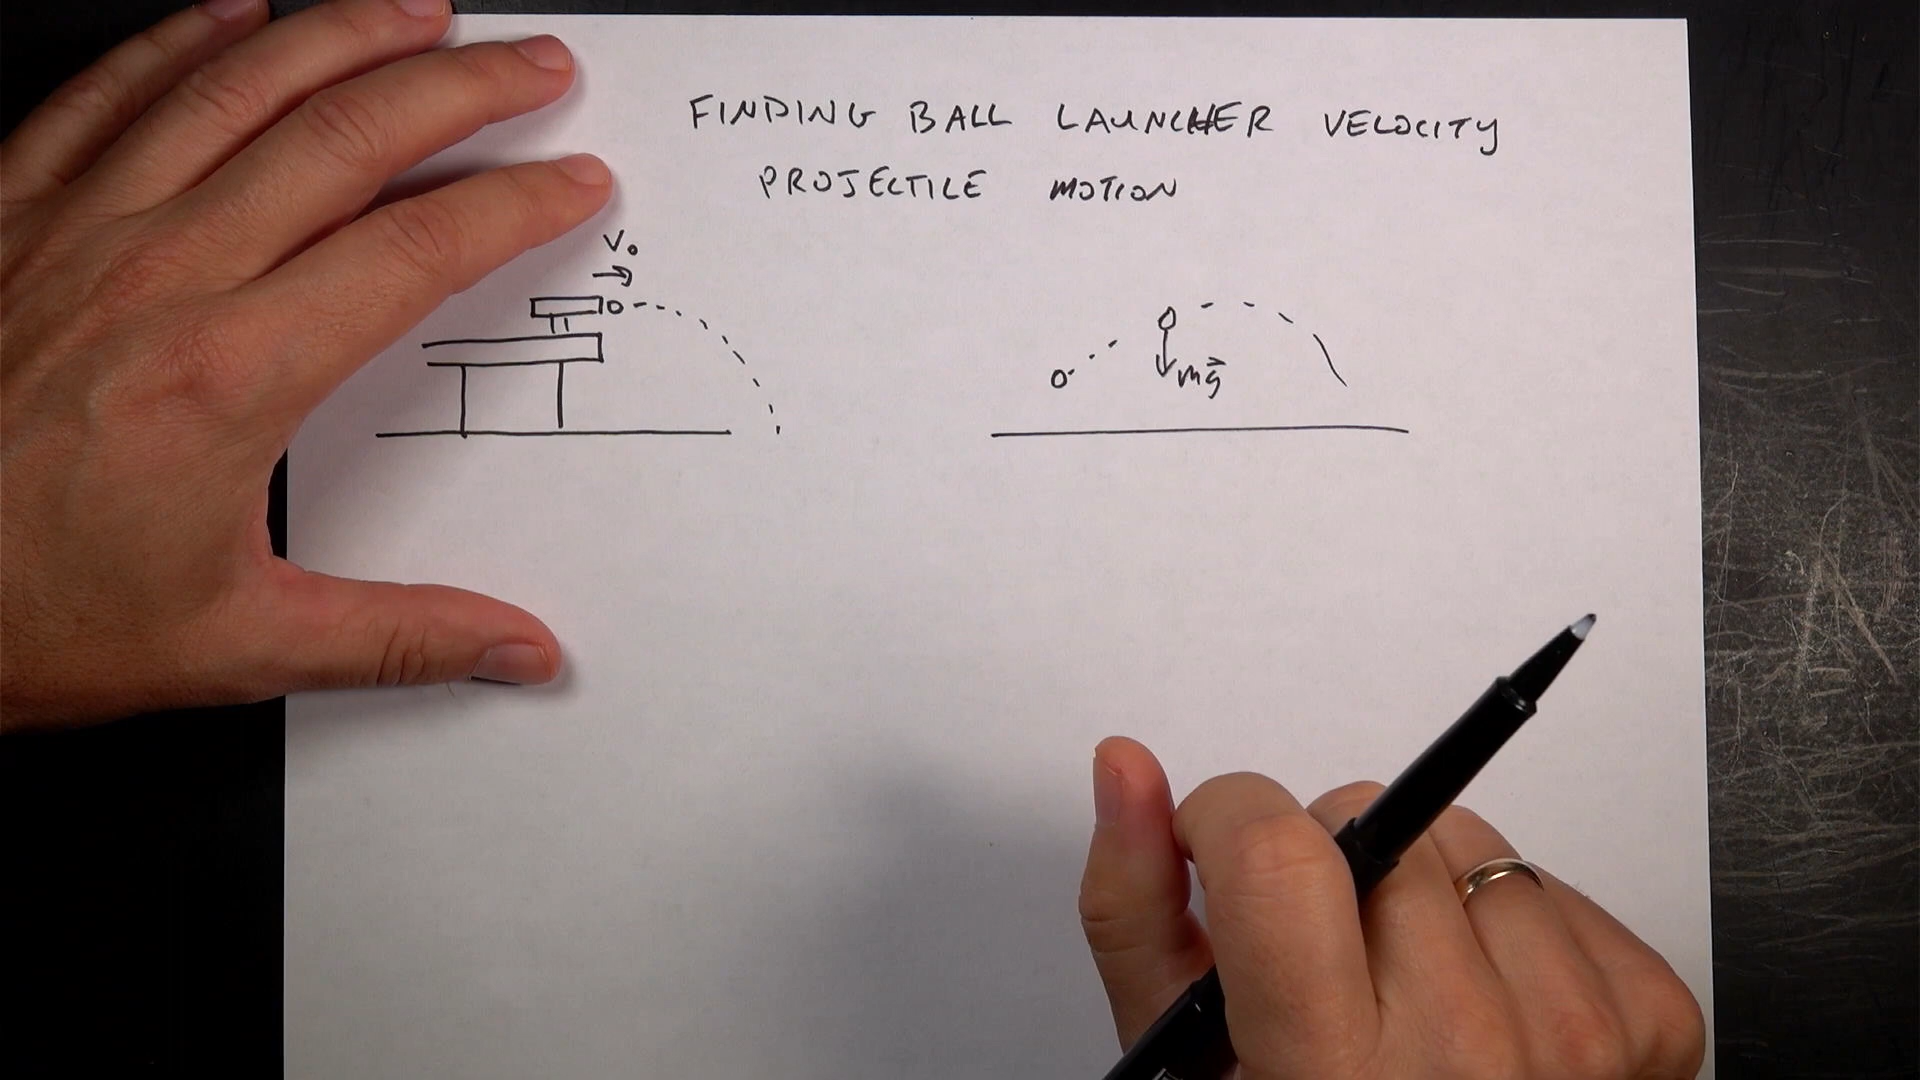 FINDING BALL LAUNCHER VELOCITY
PROJECTILE MOTION
V₀
mg⃗